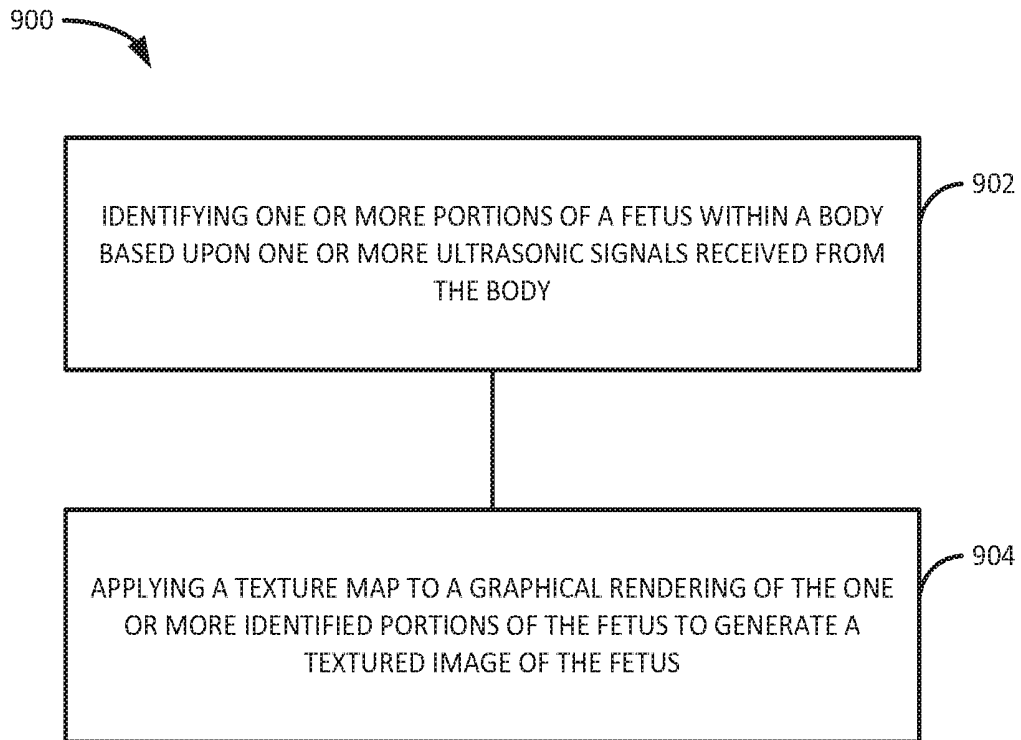 900
902
IDENTIFYING ONE OR MORE PORTIONS OF A FETUS WITHIN A BODY
BASED UPON ONE OR MORE ULTRASONIC SIGNALS RECEIVED FROM
THE BODY
904
APPLYING A TEXTURE MAP TO A GRAPHICAL RENDERING OF THE ONE
OR MORE IDENTIFIED PORTIONS OF THE FETUS TO GENERATE A
TEXTURED IMAGE OF THE FETUS